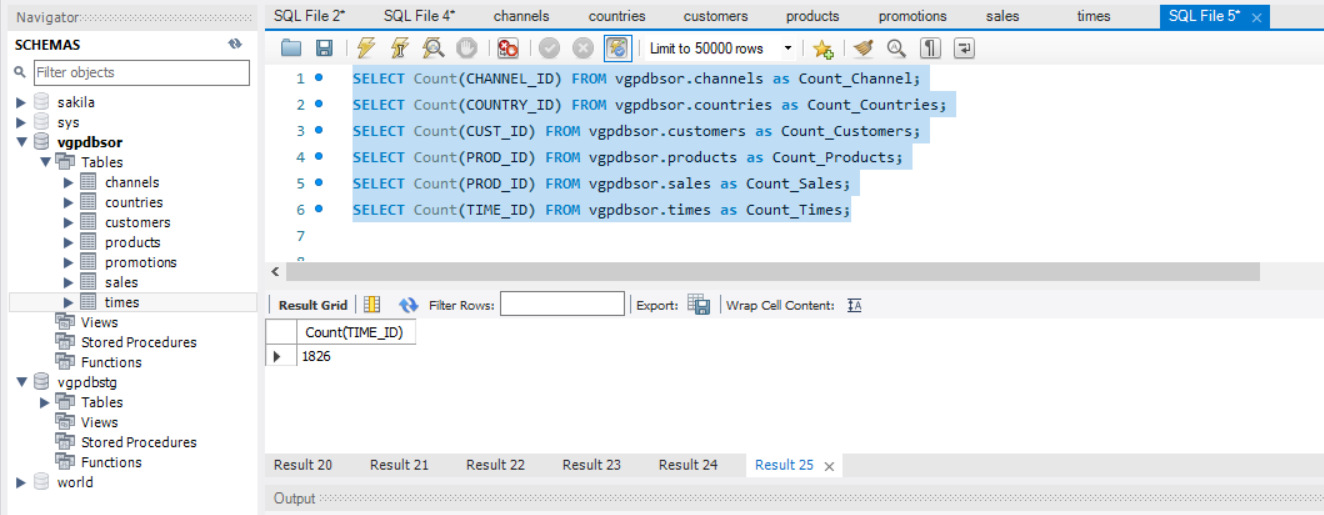 Navigator
SCHEMAS
Filter objects
sakila
sys
vgpdbsor
Tables
channels
countries
customers
products
promotions
sales
times
Views
Stored Procedures
Functions
vgpdbstg
Tables
Views
Stored Procedures
Functions
world
SQL File 2* SQL File 4* channels countries customers products promotions sales times SQL File 5*
Limit to 50000 rows
1 SELECT Count(CHANNEL_ID) FROM vgpdbsor.channels as Count_Channel;
2 SELECT Count(COUNTRY_ID) FROM vgpdbsor.countries as Count_Countries;
3 SELECT Count(CUST_ID) FROM vgpdbsor.customers as Count_Customers;
4 SELECT Count(PROD_ID) FROM vgpdbsor.products as Count_Products;
5 SELECT Count(PROD_ID) FROM vgpdbsor.sales as Count_Sales;
6 SELECT Count(TIME_ID) FROM vgpdbsor.times as Count_Times;
7
Result Grid Filter Rows: Export: Wrap Cell Content:
Count(TIME_ID)
1826
Result 20 Result 21 Result 22 Result 23 Result 24 Result 25
Output